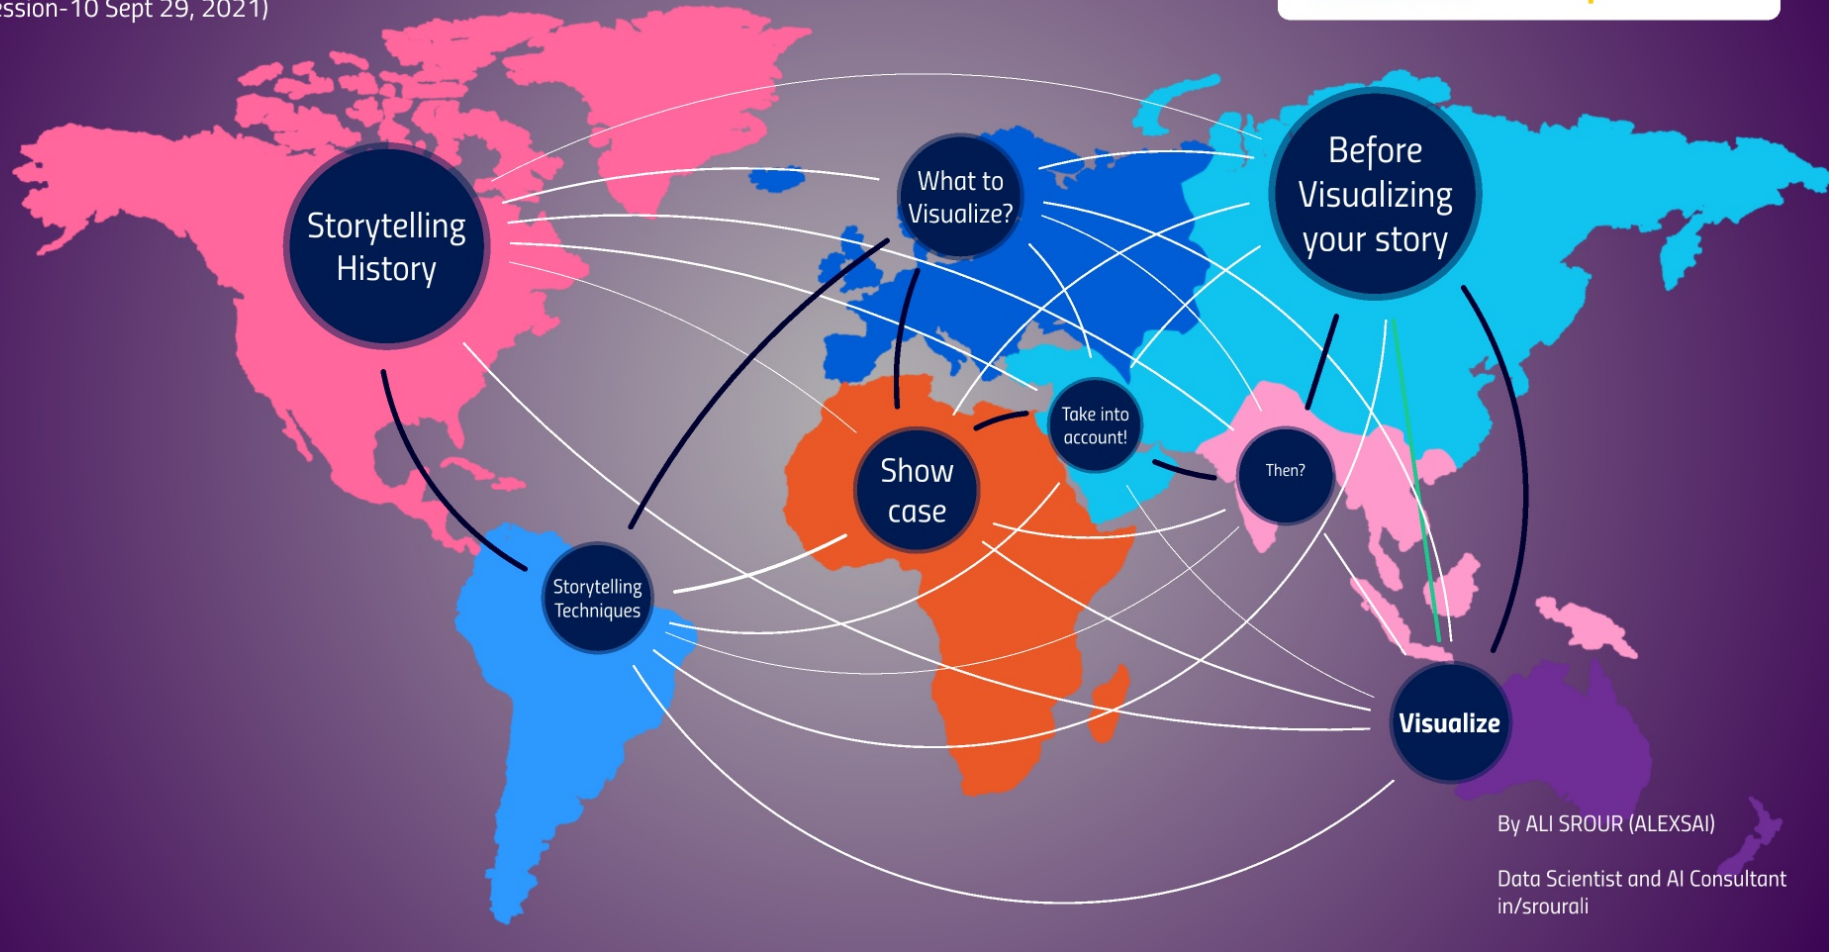 ession-10 Sept 29, 2021)
Storytelling
History
What to
Visualize?
Before
Visualizing
your story
Take into
account!
Show
case
Then?
Storytelling
Techniques
Visualize
By ALI SROUR (ALEXSAI)
Data Scientist and AI Consultant
in/srourali